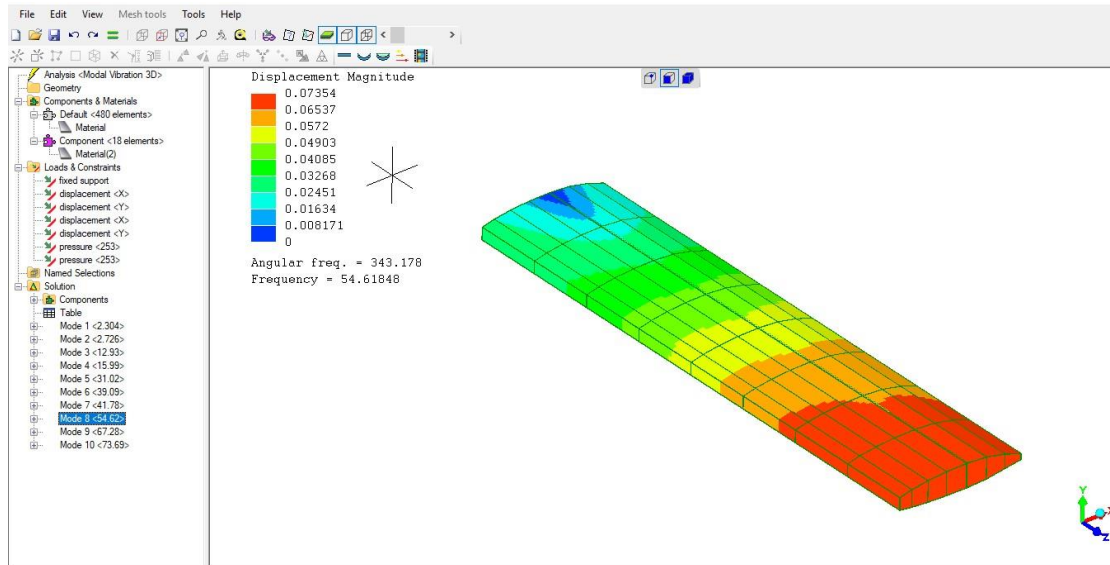 File Edit View Mesh tools Tools Help
Analysis <Modal Vibration 3D>
Geometry
Components & Materials
Default <480 elements>
Material
Component <18 elements>
Material(2)
Loads & Constraints
fixed support
displacement <X>
displacement <Y>
displacement <X>
displacement <Y>
pressure <253>
pressure <253>
Named Selections
Solution
Components
Table
Mode 1 <2.304>
Mode 2 <2.726>
Mode 3 <12.93>
Mode 4 <15.99>
Mode 5 <31.02>
Mode 6 <39.09>
Mode 7 <41.78>
Mode 8 <54.62>
Mode 9 <67.28>
Mode 10 <73.69>
Displacement Magnitude
0.07354
0.06537
0.0572
0.04903
0.04085
0.03268
0.02451
0.01634
0.008171
0
Angular freq. = 343.178
Frequency = 54.61848
Y
X
Z